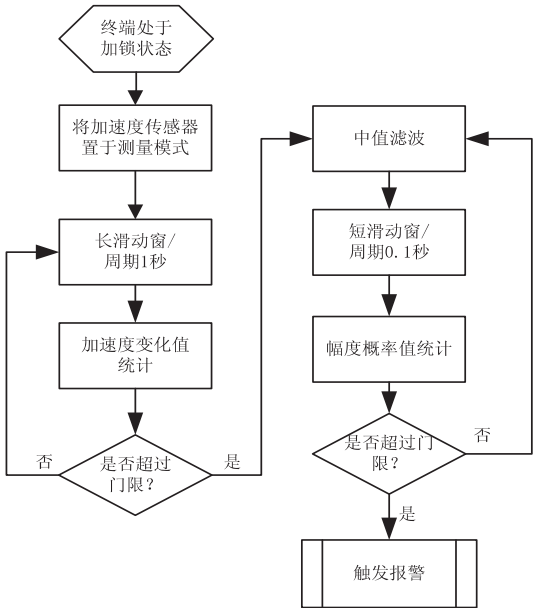 终端处于
加锁状态
将加速度传感器
置于测量模式
长滑动窗/
周期1秒
加速度变化值
统计
是否超过
门限?
否
是
中值滤波
短滑动窗/
周期0.1秒
幅度概率值统计
是否超过门
限?
否
是
触发报警